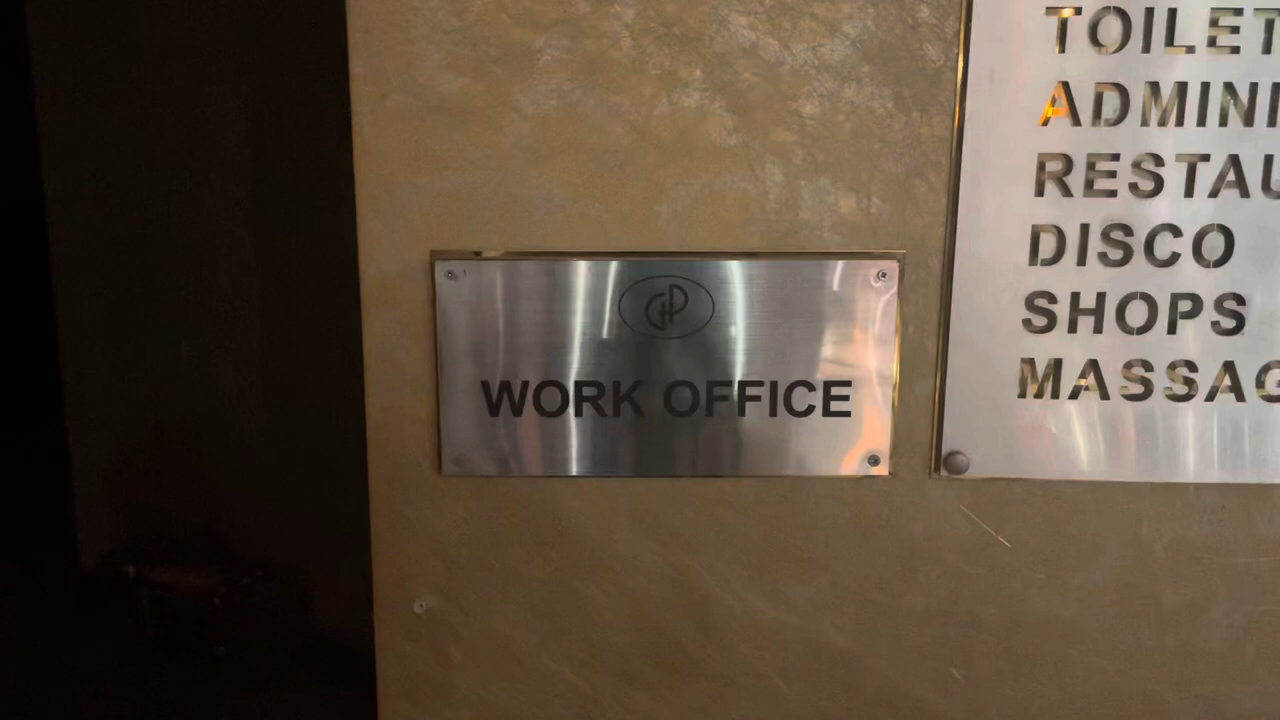 WORK OFFICE
TOILET
ADMINI
RESTAU
DISCO
SHOPS
MASSAG